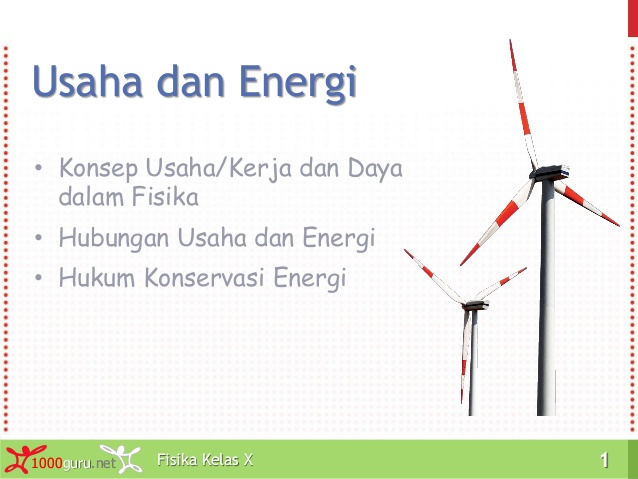 Usaha dan Energi
• Konsep Usaha/Kerja dan Daya
dalam Fisika
• Hubungan Usaha dan Energi
• Hukum Konservasi Energi
1000guru.net
Fisika Kelas X
1